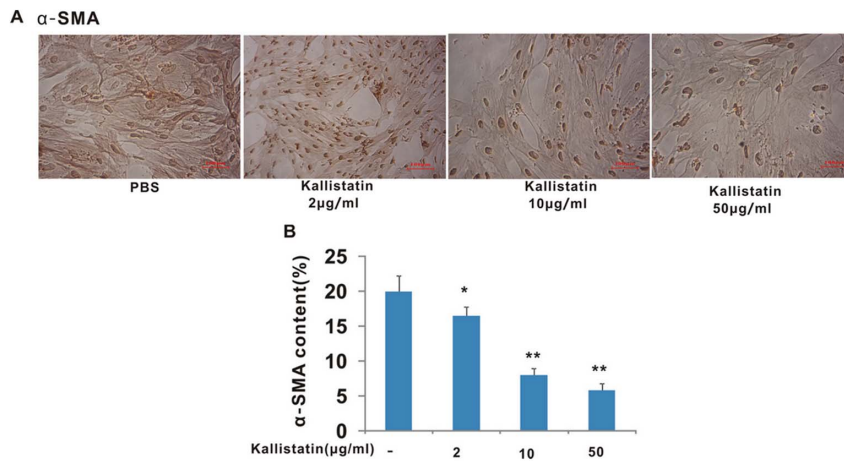 A α-SMA
PBS
Kallistatin
2μg/ml
Kallistatin
10μg/ml
Kallistatin
50μg/ml
B
α-SMA content(%)
25
20
15
10
5
0
*
**
**
Kallistatin(μg/ml) - 2 10 50